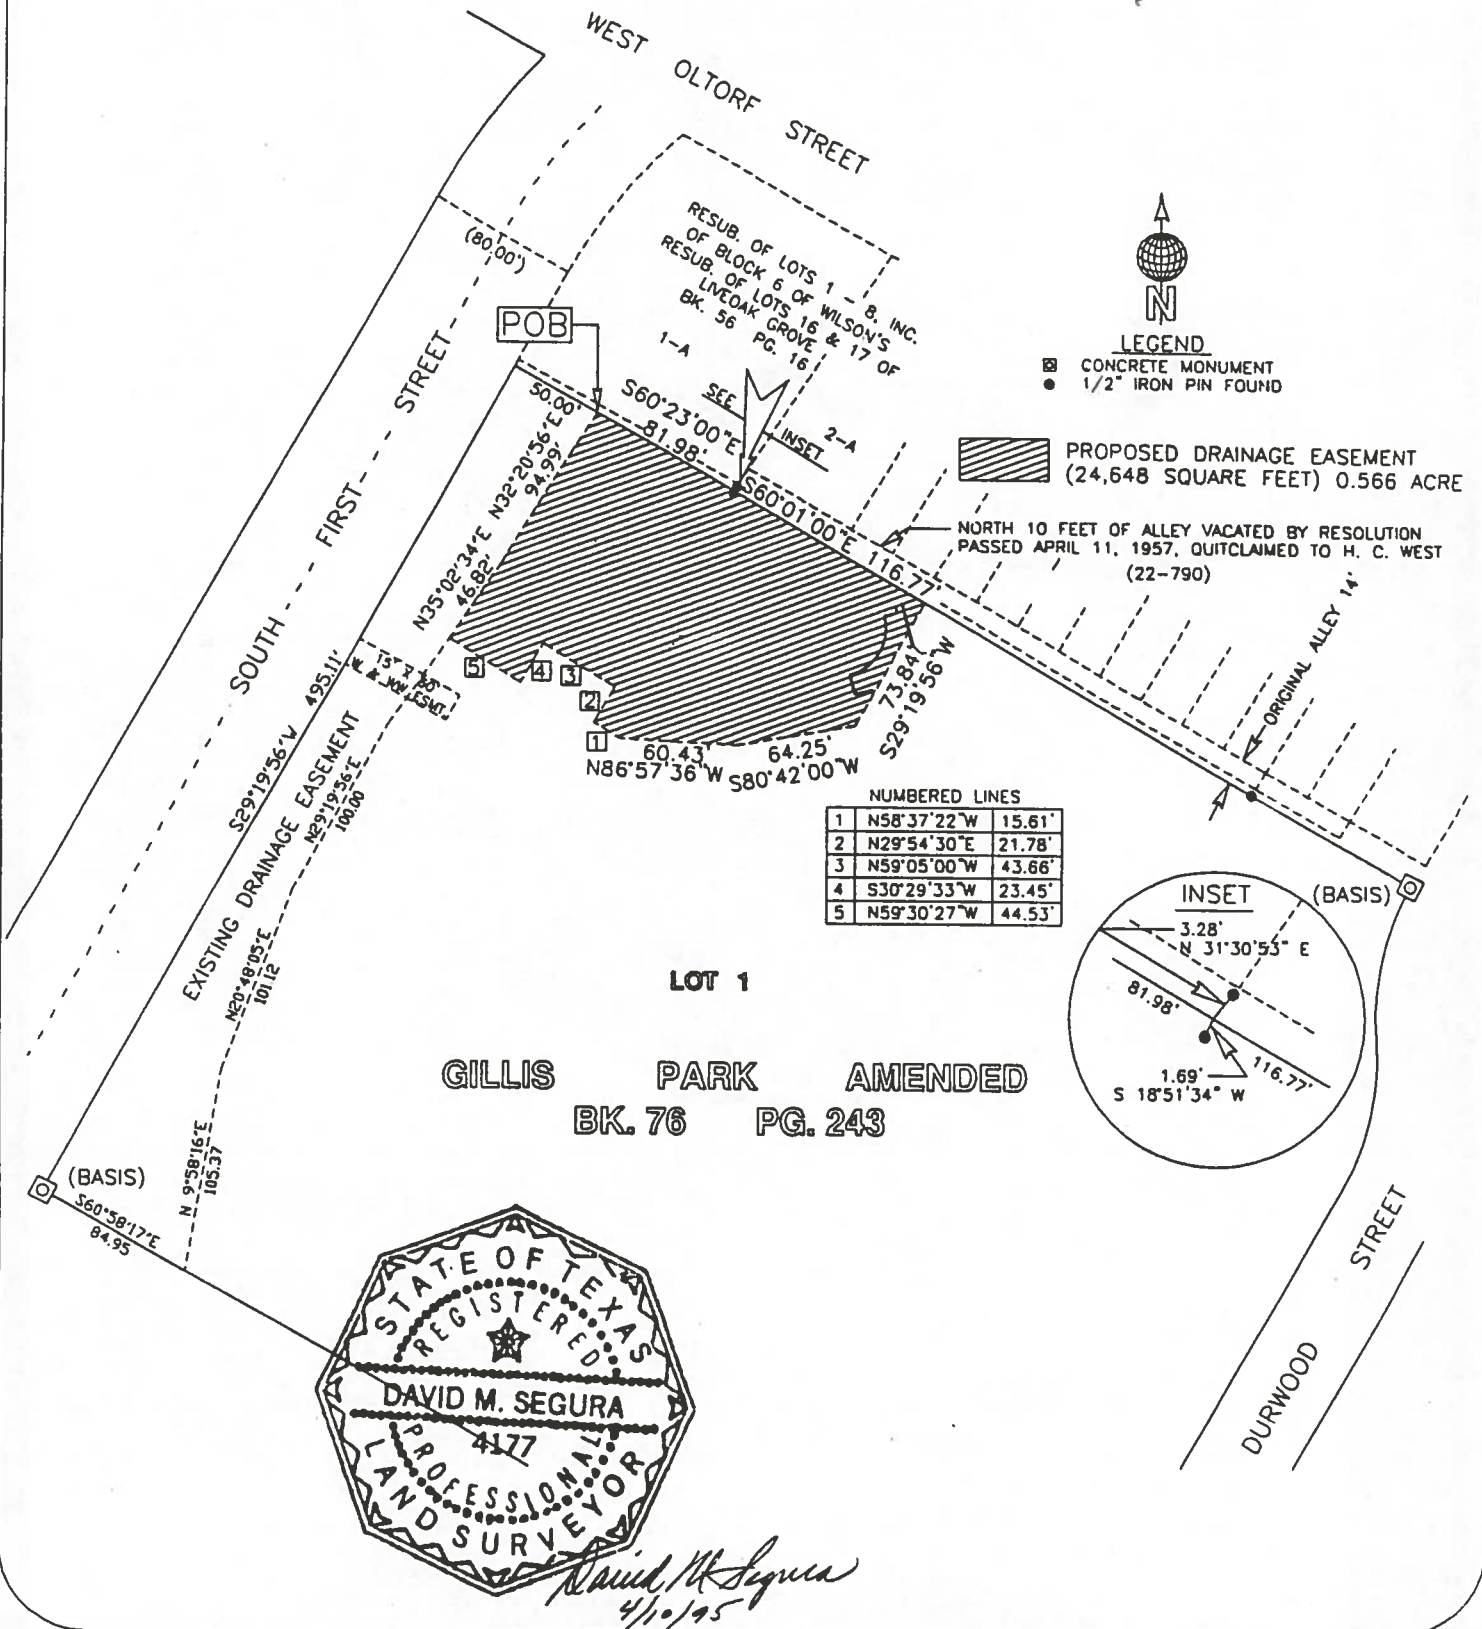 WEST OLTORF STREET
(80.00')
RESUB. OF LOTS 1 - 8, INC.
OF BLOCK 6 OF WILSON'S
RESUB. OF LOTS 16 & 17 OF
LIVEOAK GROVE
BK. 56 PG. 16
1-A
POB
N
LEGEND
CONCRETE MONUMENT
1/2" IRON PIN FOUND
SEE INSET
2-A
50.00'
S60°23'00"E
81.98'
PROPOSED DRAINAGE EASEMENT
(24,648 SQUARE FEET) 0.566 ACRE
S60°01'00"E 116.77'
NORTH 10 FEET OF ALLEY VACATED BY RESOLUTION
PASSED APRIL 11, 1957, QUITCLAIMED TO H. C. WEST
(22-790)
N32°20'56"E
94.99'
N35°02'34"E
46.82'
SOUTH FIRST STREET
ORIGINAL ALLEY 14'
73.84'
S29°19'56"W
5
4
3
2
1
60.43'
N86°57'36"W
64.25'
S80°42'00"W
S29°19'56"W 495.11'
EXISTING DRAINAGE EASEMENT
N29°19'56"E
100.00
NUMBERED LINES
1 N58°37'22"W 15.61'
2 N29°54'30"E 21.78'
3 N59°05'00"W 43.66'
4 S30°29'33"W 23.45'
5 N59°30'27"W 44.53'
INSET
(BASIS)
3.28'
N 31°30'53" E
81.98'
116.77'
1.69'
S 18°51'34" W
N20°48'05"E
101.12
LOT 1
GILLIS PARK AMENDED
BK. 76 PG. 243
N 9°58'16"E
105.37
(BASIS)
S60°58'17"E
84.95
DURWOOD STREET
STATE OF TEXAS
REGISTERED
DAVID M. SEGURA
4177
PROFESSIONAL
LAND SURVEYOR
David M Segura
4/10/95